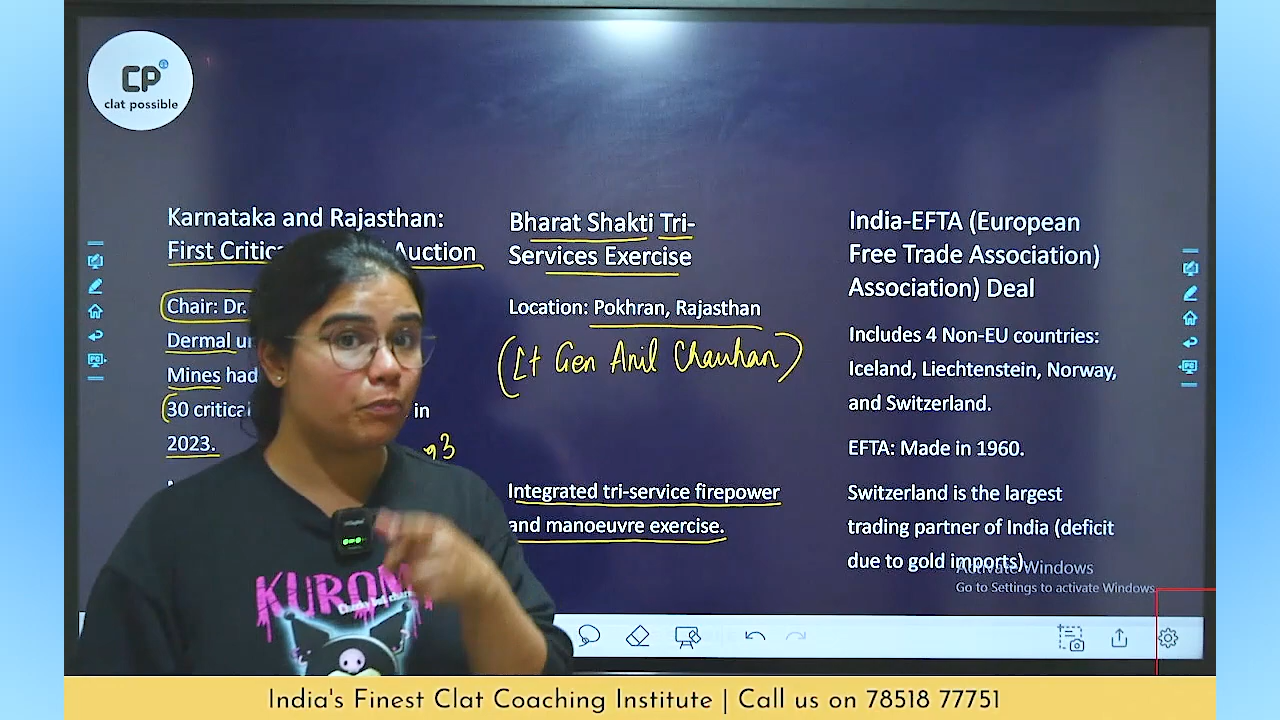 CP
clat possible
Karnataka and Rajasthan:
First Critic Auction
Chair: Dr.
Dermal
Mines had
30 critical in
2023.
Bharat Shakti Tri-
Services Exercise
Location: Pokhran, Rajasthan
(Lt Gen Anil Chauhan)
Integrated tri-service firepower
and manoeuvre exercise.
India-EFTA (European
Free Trade Association)
Association) Deal
Includes 4 Non-EU countries:
Iceland, Liechtenstein, Norway,
and Switzerland.
EFTA: Made in 1960.
Switzerland is the largest
trading partner of India (deficit
due to gold imports)
Activate Windows
Go to Settings to activate Windows.
KUROM
India's Finest Clat Coaching Institute | Call us on 78518 77751